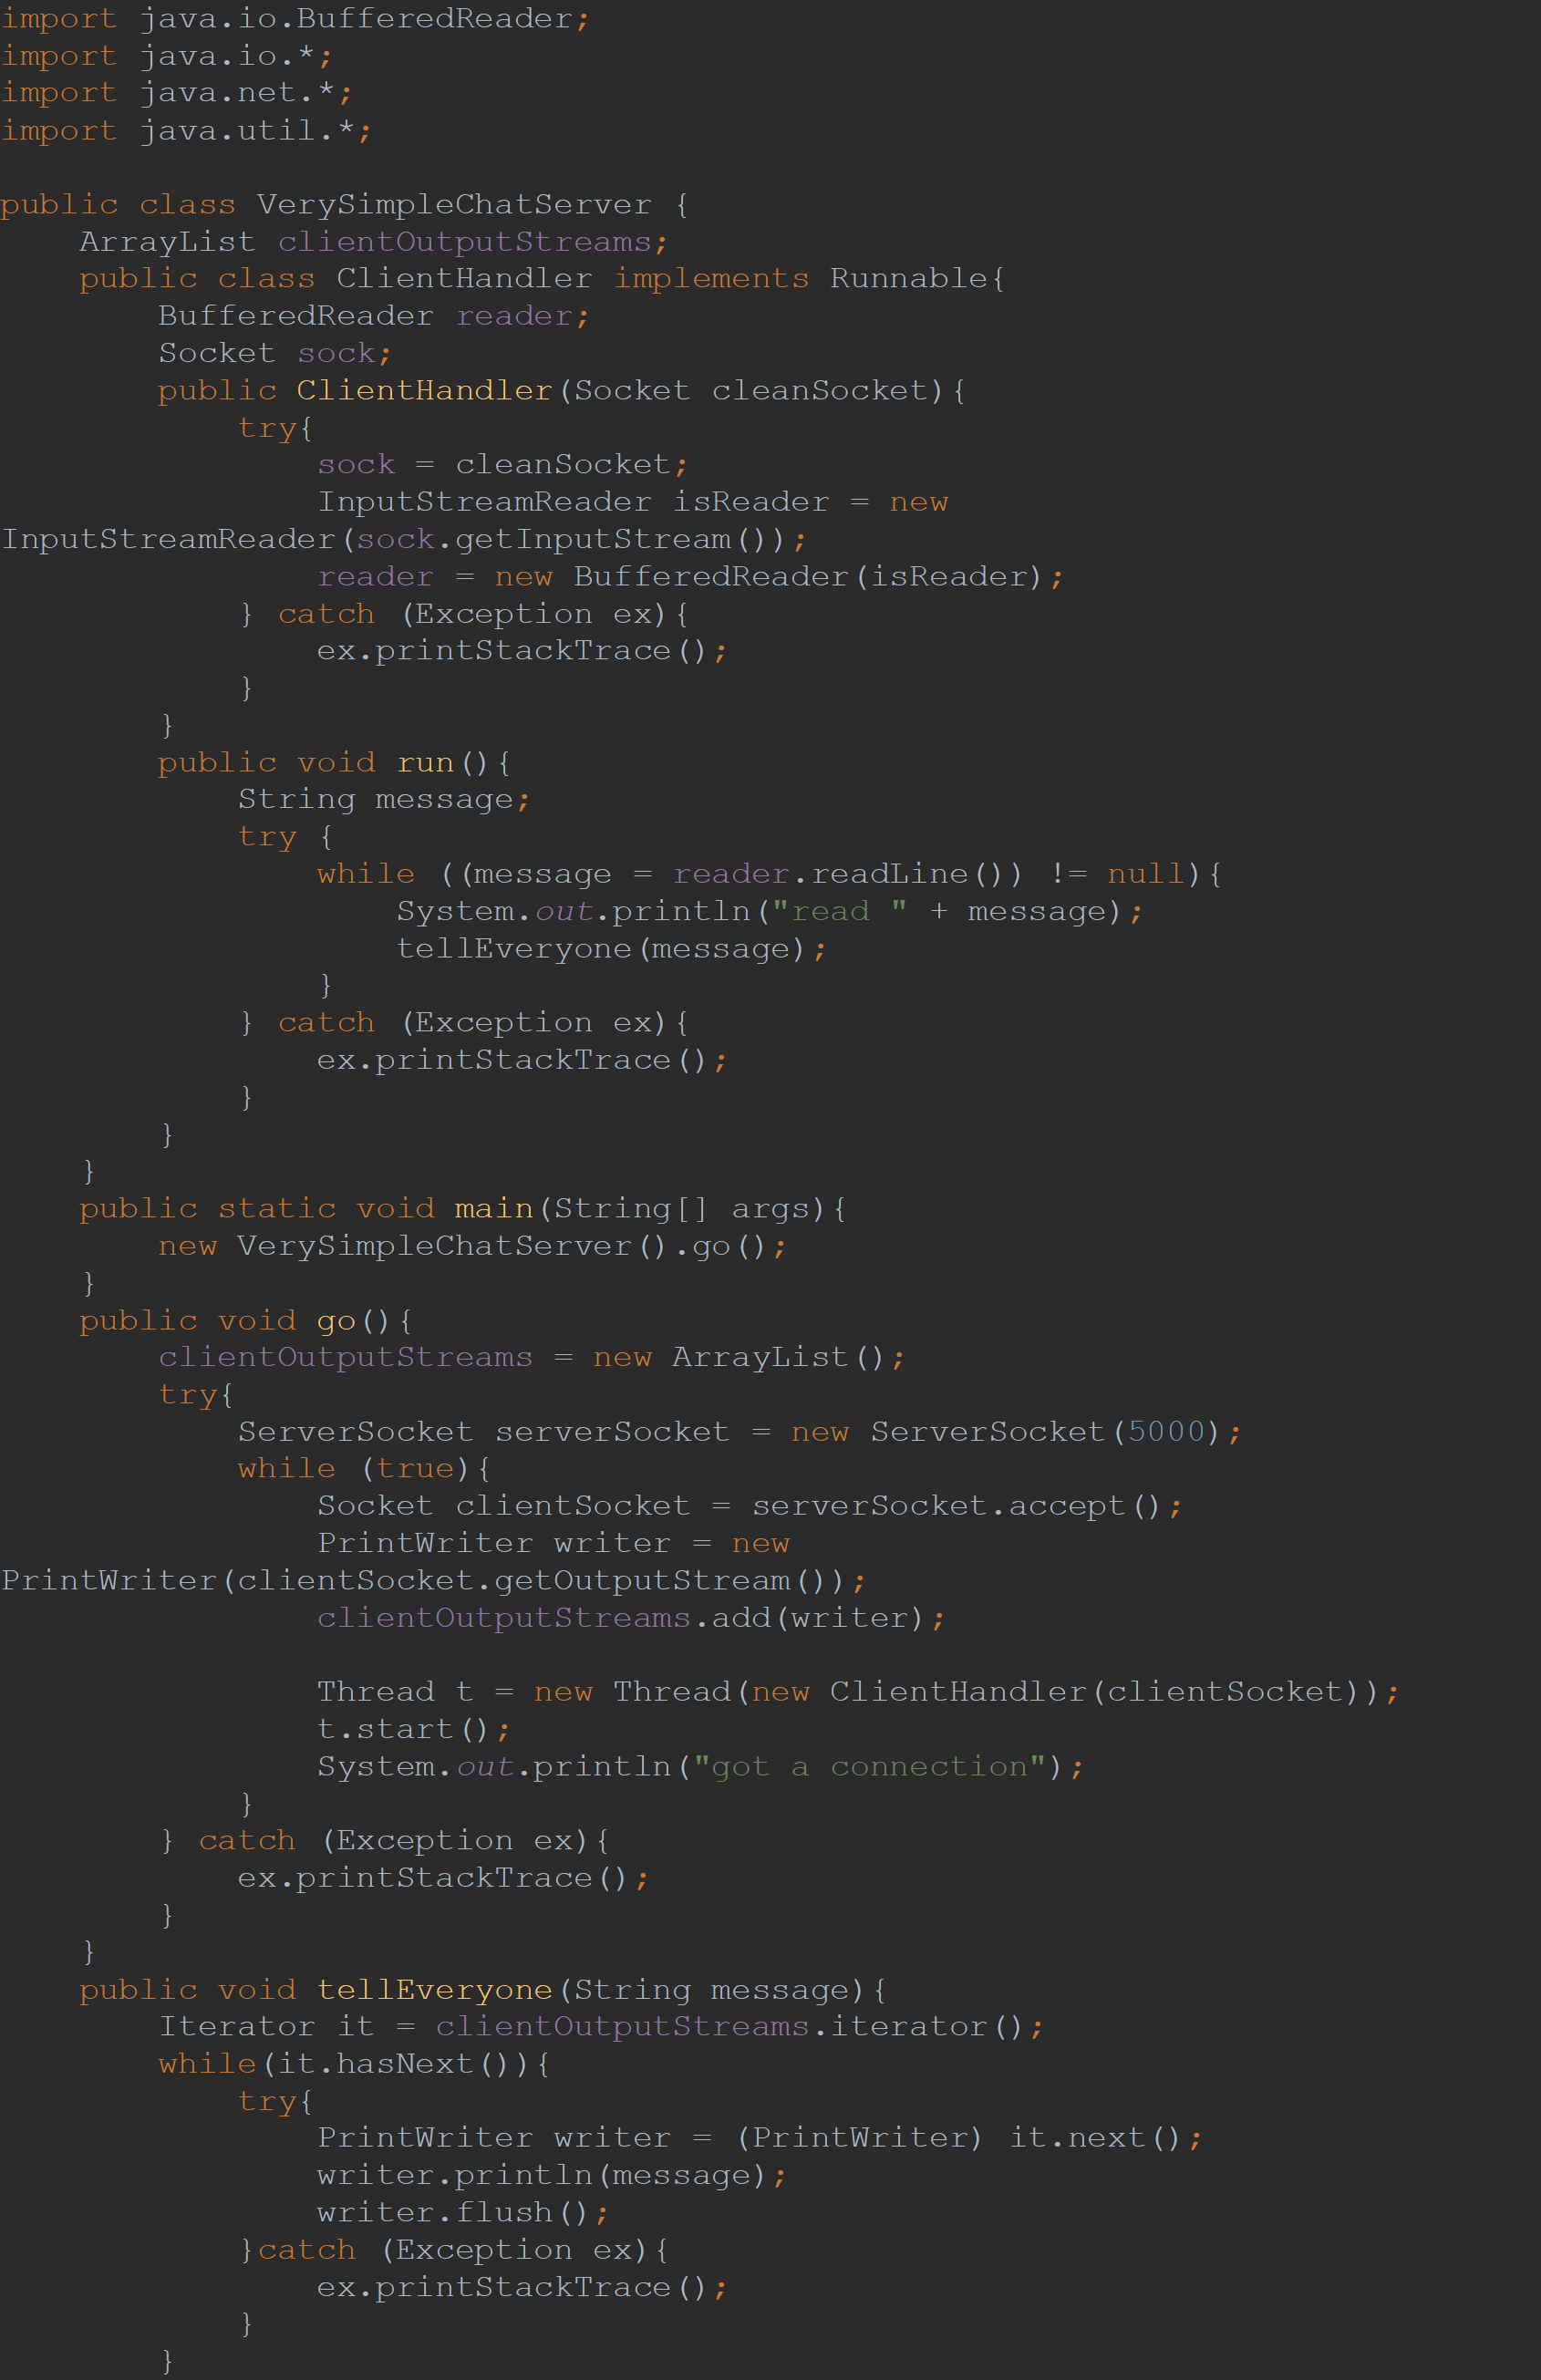 import java.io.BufferedReader;
import java.io.*;
import java.net.*;
import java.util.*;

public class VerySimpleChatServer {
    ArrayList clientOutputStreams;
    public class ClientHandler implements Runnable{
        BufferedReader reader;
        Socket sock;
        public ClientHandler(Socket cleanSocket){
            try{
                sock = cleanSocket;
                InputStreamReader isReader = new
InputStreamReader(sock.getInputStream());
                reader = new BufferedReader(isReader);
            } catch (Exception ex){
                ex.printStackTrace();
            }
        }
        public void run(){
            String message;
            try {
                while ((message = reader.readLine()) != null){
                    System.out.println("read " + message);
                    tellEveryone(message);
                }
            } catch (Exception ex){
                ex.printStackTrace();
            }
        }
    }
    public static void main(String[] args){
        new VerySimpleChatServer().go();
    }
    public void go(){
        clientOutputStreams = new ArrayList();
        try{
            ServerSocket serverSocket = new ServerSocket(5000);
            while (true){
                Socket clientSocket = serverSocket.accept();
                PrintWriter writer = new
PrintWriter(clientSocket.getOutputStream());
                clientOutputStreams.add(writer);

                Thread t = new Thread(new ClientHandler(clientSocket));
                t.start();
                System.out.println("got a connection");
            }
        } catch (Exception ex){
            ex.printStackTrace();
        }
    }
    public void tellEveryone(String message){
        Iterator it = clientOutputStreams.iterator();
        while(it.hasNext()){
            try{
                PrintWriter writer = (PrintWriter) it.next();
                writer.println(message);
                writer.flush();
            }catch (Exception ex){
                ex.printStackTrace();
            }
        }